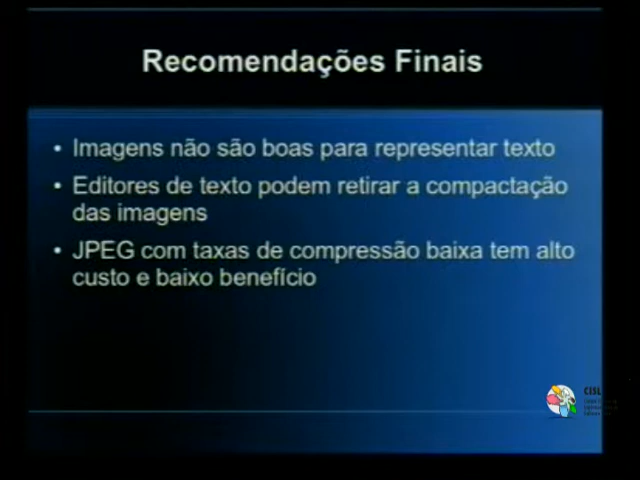 Recomendações Finais
• Imagens não são boas para representar texto
• Editores de texto podem retirar a compactação
das imagens
• JPEG com taxas de compressão baixa tem alto
custo e baixo benefício
CISL